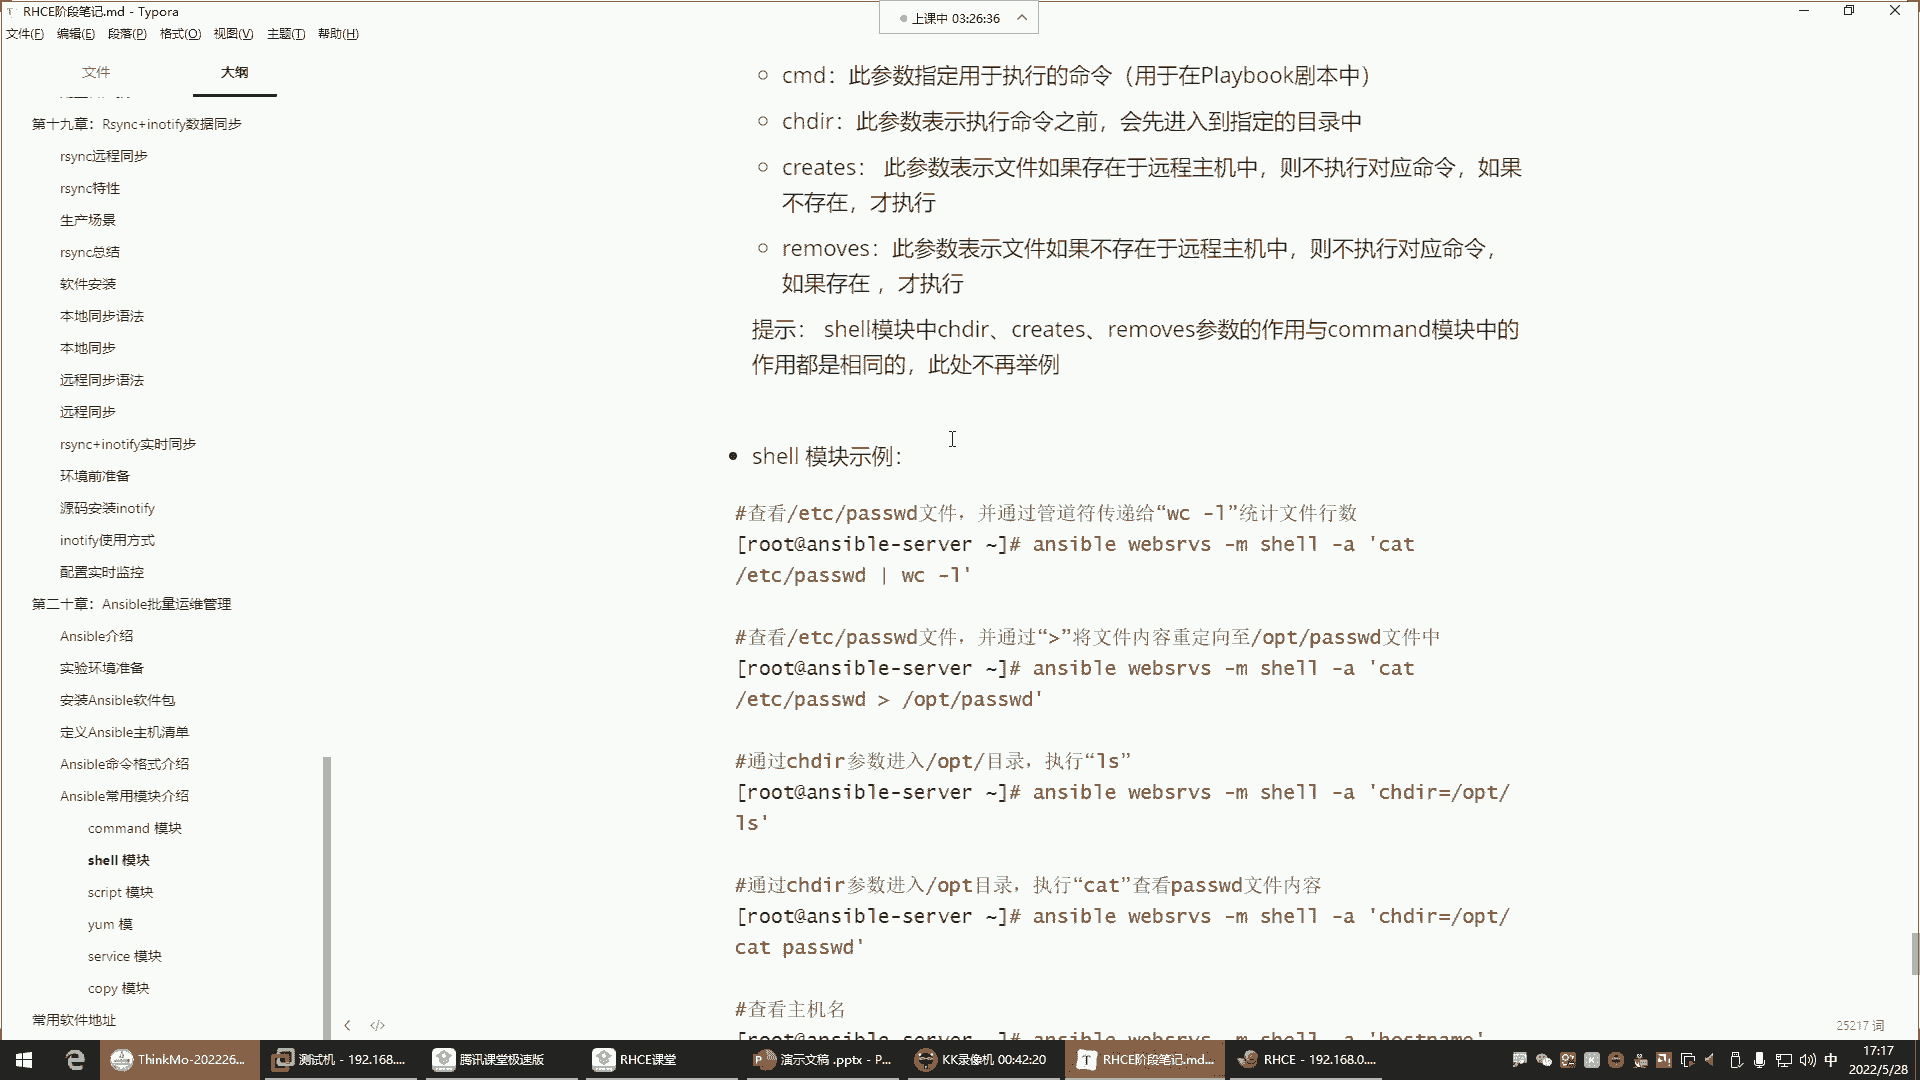 RHCE阶段笔记.md - Typora
上课中 03:26:36
文件(F) 编辑(E) 段落(P) 格式(O) 视图(V) 主题(T) 帮助(H)
文件 大纲
第十九章：Rsync+inotify数据同步
rsync远程同步
rsync特性
生产场景
rsync总结
软件安装
本地同步语法
本地同步
远程同步语法
远程同步
rsync+inotify实时同步
环境前准备
源码安装inotify
inotify使用方式
配置实时监控
第二十章：Ansible批量运维管理
Ansible介绍
实验环境准备
安装Ansible软件包
定义Ansible主机清单
Ansible命令格式介绍
Ansible常用模块介绍
command 模块
shell 模块
script 模块
yum 模
service 模块
copy 模块
常用软件地址
cmd：此参数指定用于执行的命令（用于在Playbook剧本中）
chdir：此参数表示执行命令之前，会先进入到指定的目录中
creates： 此参数表示文件如果存在于远程主机中，则不执行对应命令，如果
不存在，才执行
removes：此参数表示文件如果不存在于远程主机中，则不执行对应命令，
如果存在 ，才执行
提示： shell模块中chdir、creates、removes参数的作用与command模块中的
作用都是相同的，此处不再举例
shell 模块示例：
#查看/etc/passwd文件，并通过管道符传递给“wc -l”统计文件行数
[root@ansible-server ~]# ansible websrvs -m shell -a 'cat
/etc/passwd | wc -l'
#查看/etc/passwd文件，并通过“>”将文件内容重定向至/opt/passwd文件中
[root@ansible-server ~]# ansible websrvs -m shell -a 'cat
/etc/passwd > /opt/passwd'
#通过chdir参数进入/opt/目录，执行“ls”
[root@ansible-server ~]# ansible websrvs -m shell -a 'chdir=/opt/
ls'
#通过chdir参数进入/opt目录，执行“cat”查看passwd文件内容
[root@ansible-server ~]# ansible websrvs -m shell -a 'chdir=/opt/
cat passwd'
#查看主机名
[root@ansible-server ~]# ansible websrvs -m shell -a 'hostname'
25217 词
ThinkMo-202226... 测试机 - 192.168.... 腾讯课堂极速版 RHCE课堂 演示文稿 .pptx - P... KK录像机 00:42:20 RHCE阶段笔记.md... RHCE - 192.168.0.... 中 17:17
2022/5/28